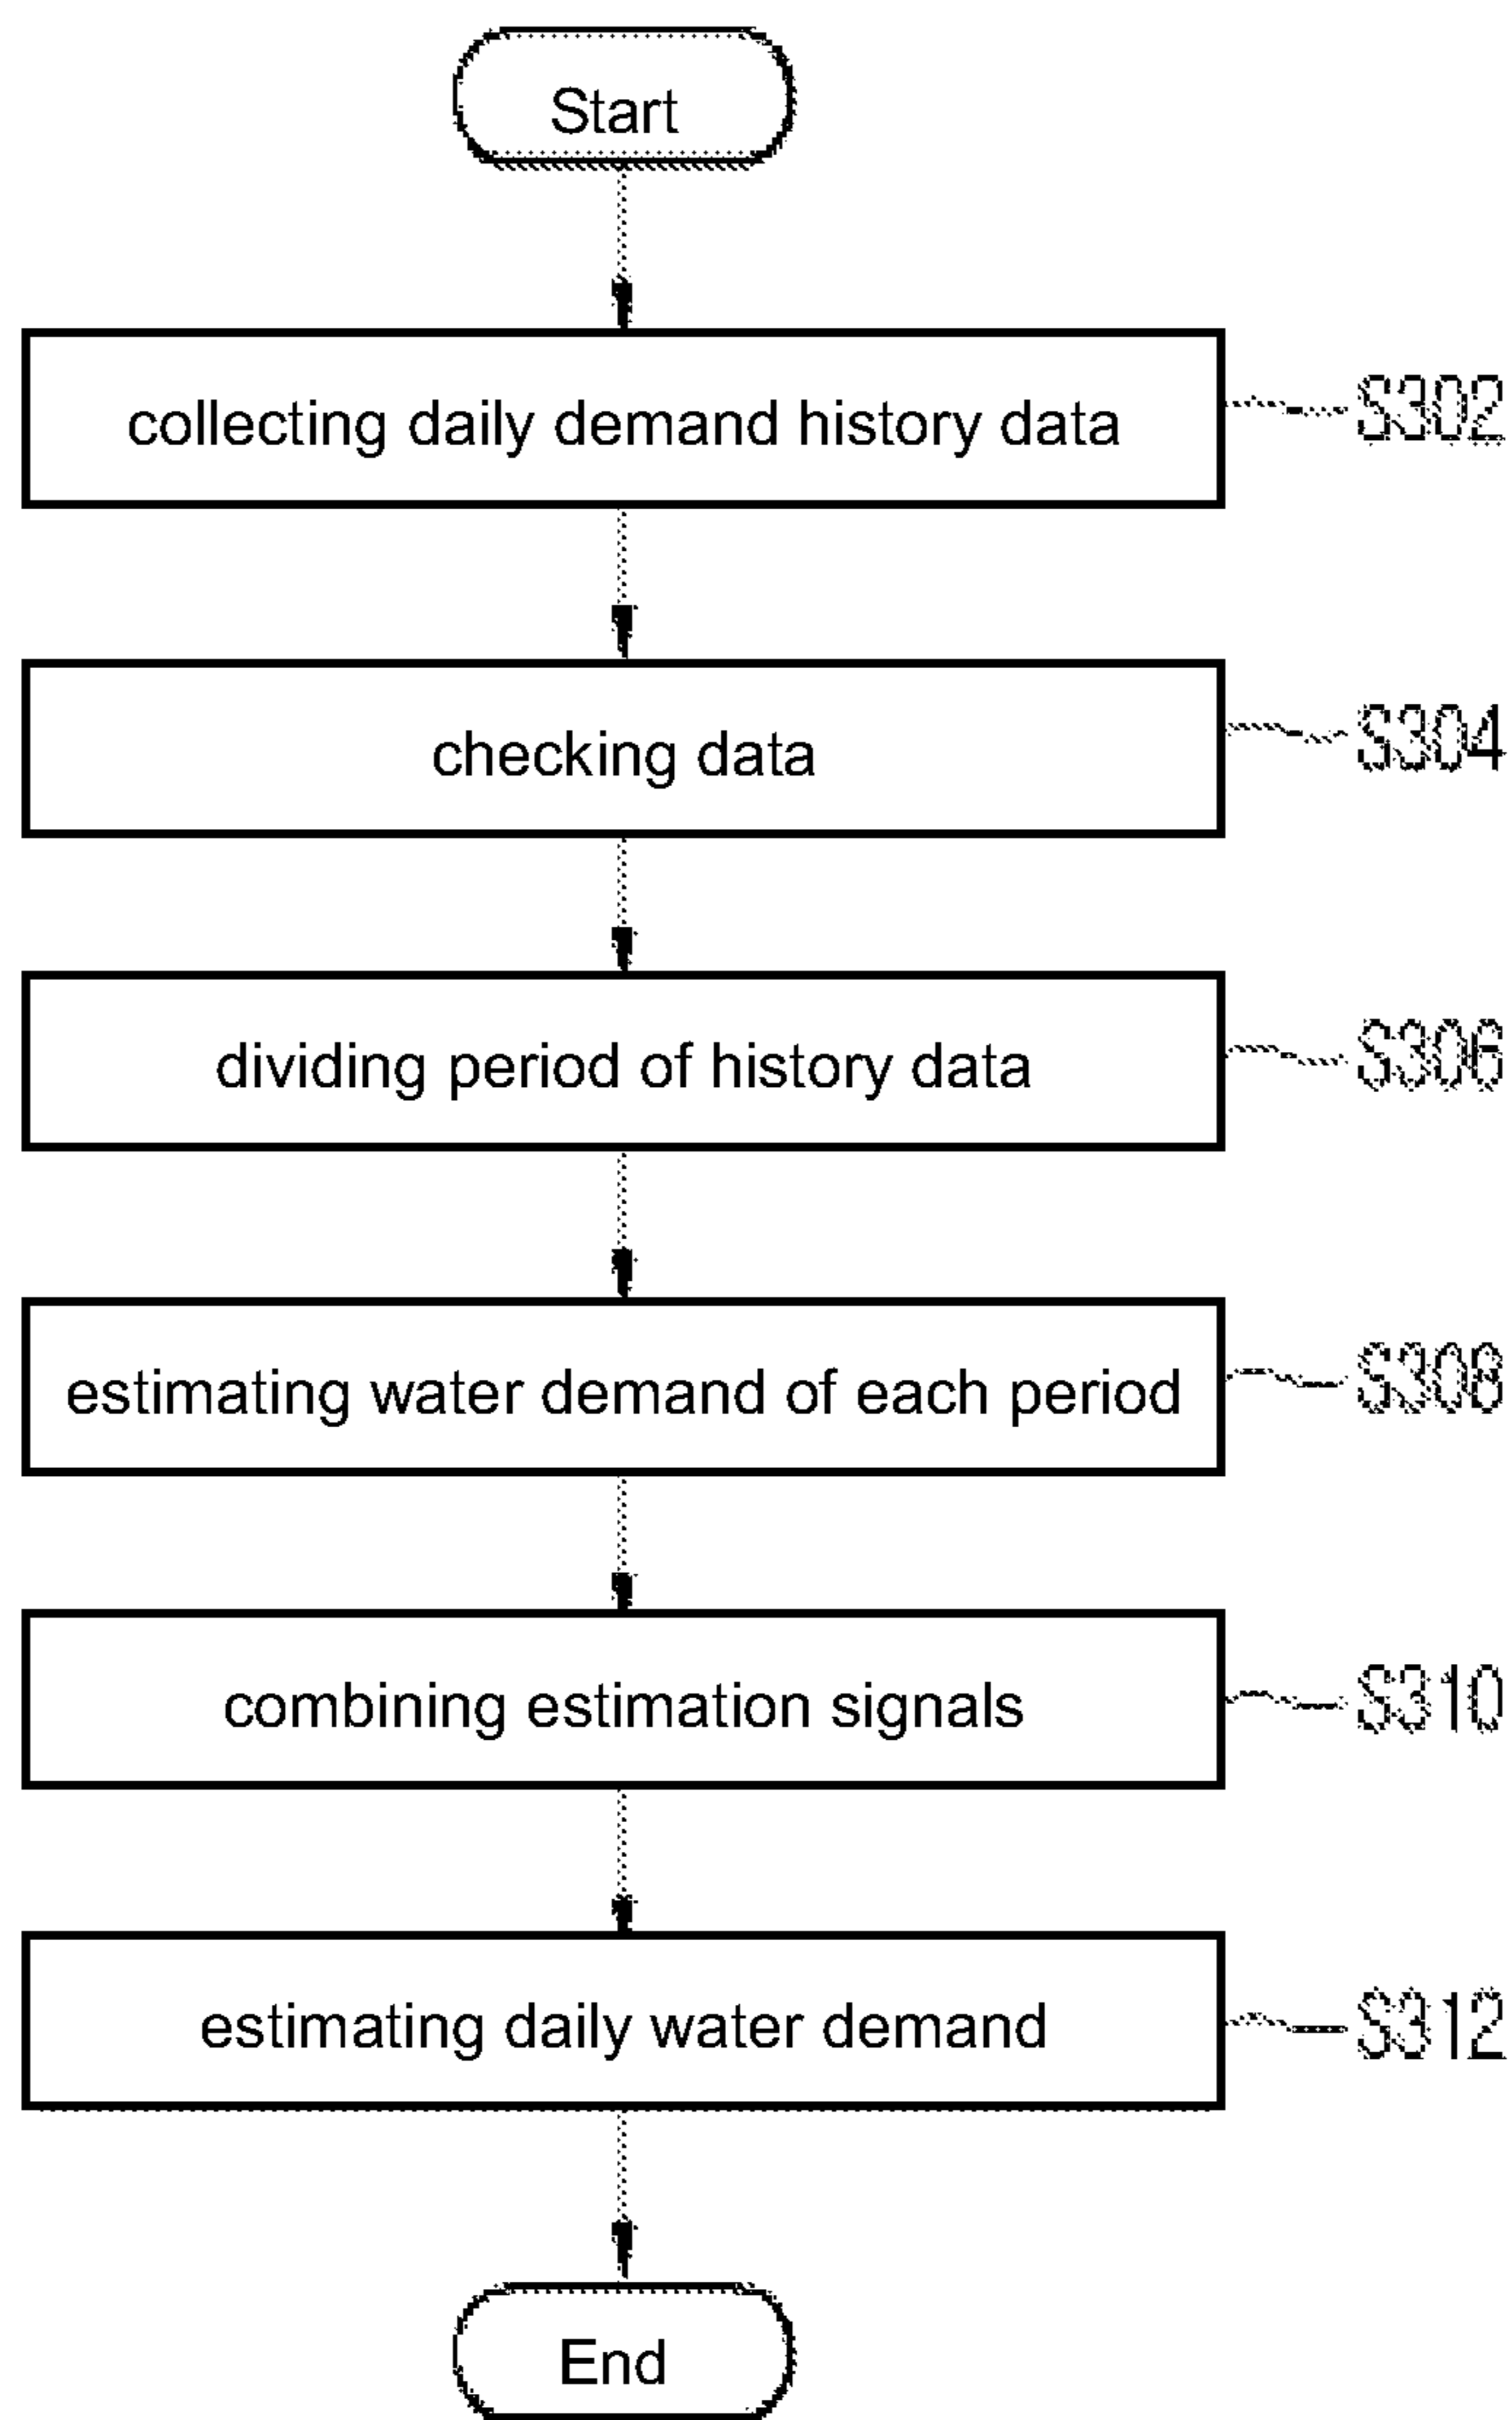 Start
collecting daily demand history data
S302
checking data
S304
dividing period of history data
S306
estimating water demand of each period
S308
combining estimation signals
S310
estimating daily water demand
S312
End